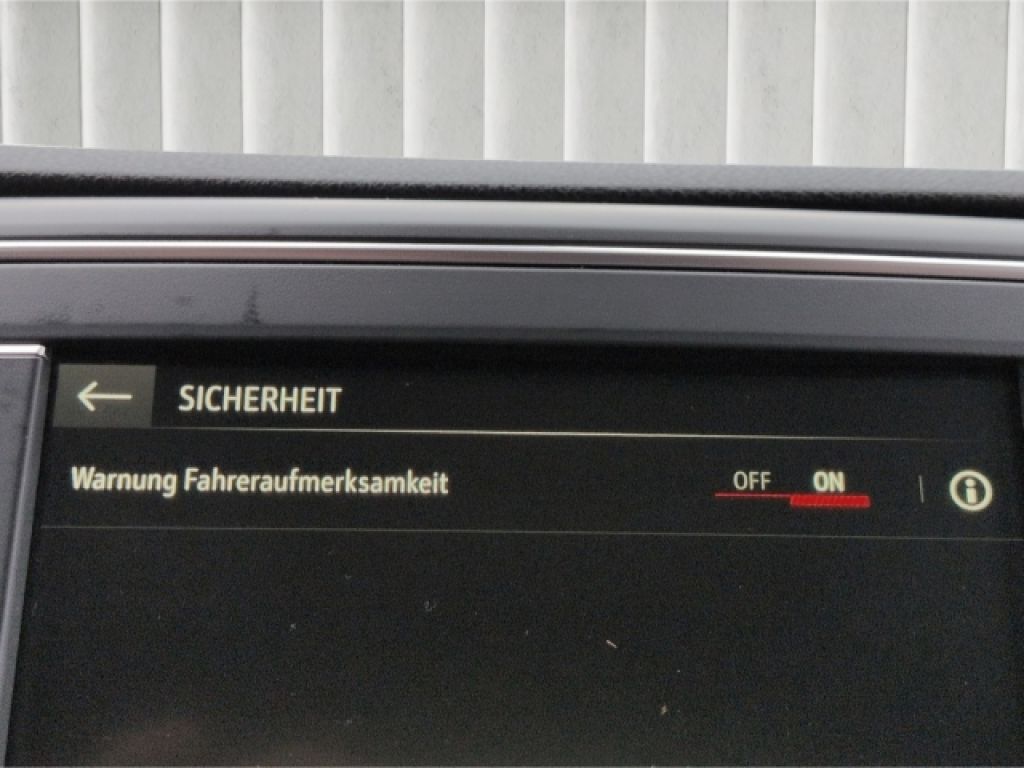 SICHERHEIT
Warnung Fahreraufmerksamkeit OFF ON